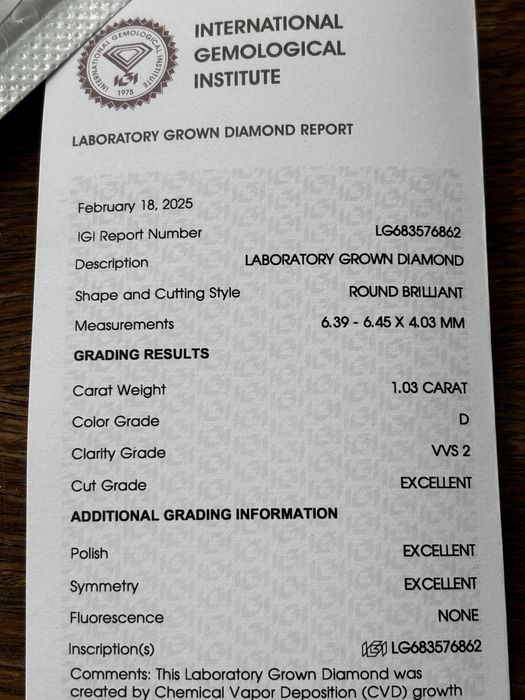 INTERNATIONAL GEMOLOGICAL INSTITUTE
IGI
1975
INTERNATIONAL
GEMOLOGICAL
INSTITUTE
LABORATORY GROWN DIAMOND REPORT
February 18, 2025
IGI Report Number LG683576862
Description LABORATORY GROWN DIAMOND
Shape and Cutting Style ROUND BRILLIANT
Measurements 6.39 - 6.45 X 4.03 MM
GRADING RESULTS
Carat Weight 1.03 CARAT
Color Grade D
Clarity Grade VVS 2
Cut Grade EXCELLENT
ADDITIONAL GRADING INFORMATION
Polish EXCELLENT
Symmetry EXCELLENT
Fluorescence NONE
Inscription(s) IGI LG683576862
Comments: This Laboratory Grown Diamond was
created by Chemical Vapor Deposition (CVD) growth